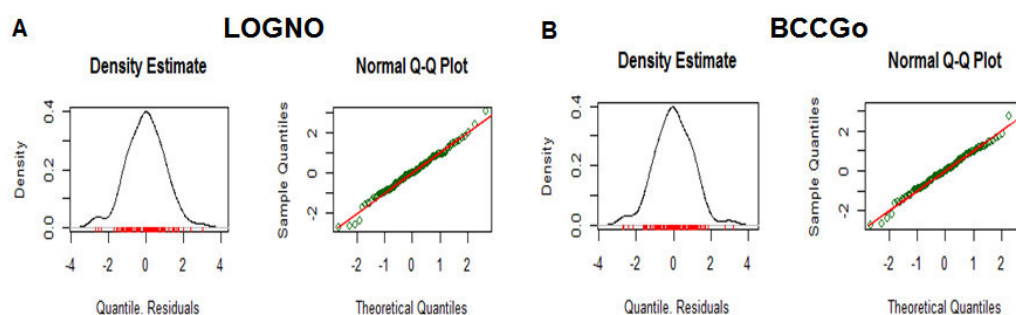 A LOGNO
Density Estimate
Density
0.0 0.2 0.4
-4 -2 0 2 4
Quantile. Residuals
Normal Q-Q Plot
Sample Quantiles
-2 0 2
-2 -1 0 1 2
Theoretical Quantiles
B BCCGo
Density Estimate
Density
0.0 0.2 0.4
-4 -2 0 2 4
Quantile. Residuals
Normal Q-Q Plot
Sample Quantiles
-2 0 2
-2 -1 0 1 2
Theoretical Quantiles